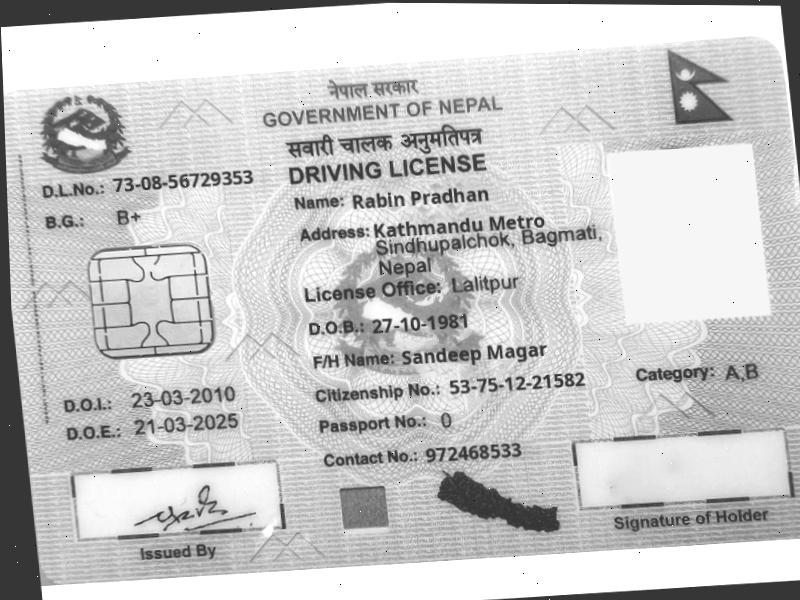 नेपाल सरकार
GOVERNMENT OF NEPAL
सवारी चालक अनुमतिपत्र
DRIVING LICENSE
D.L.No.: 73-08-56729353
B.G.: B+
Name: Rabin Pradhan
Address: Kathmandu Metro
Sindhupalchok, Bagmati,
Nepal
License Office: Lalitpur
D.O.B.: 27-10-1981
F/H Name: Sandeep Magar
Citizenship No.: 53-75-12-21582
Category: A,B
D.O.I.: 23-03-2010
D.O.E.: 21-03-2025
Passport No.: 0
Contact No.: 972468533
Issued By
Signature of Holder